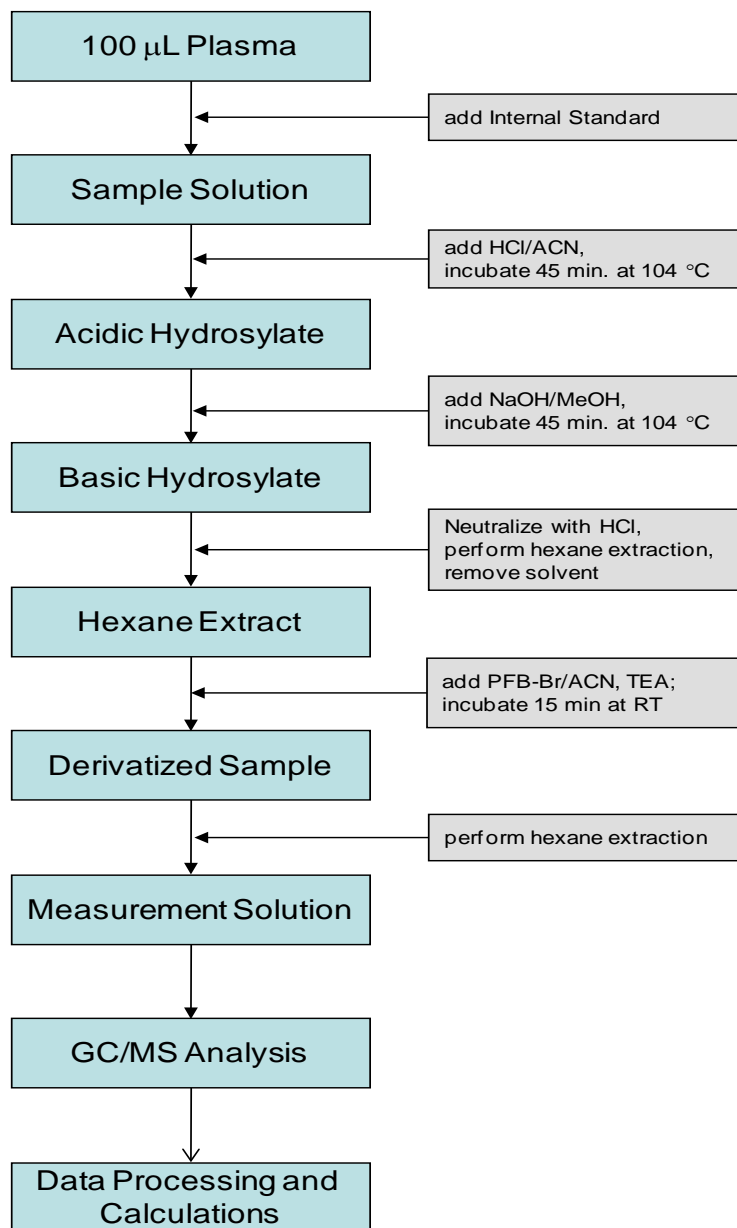 100 μL Plasma
add Internal Standard
Sample Solution
add HCl/ACN,
incubate 45 min. at 104 °C
Acidic Hydrosylate
add NaOH/MeOH,
incubate 45 min. at 104 °C
Basic Hydrosylate
Neutralize with HCl,
perform hexane extraction,
remove solvent
Hexane Extract
add PFB-Br/ACN, TEA;
incubate 15 min at RT
Derivatized Sample
perform hexane extraction
Measurement Solution
GC/MS Analysis
Data Processing and
Calculations